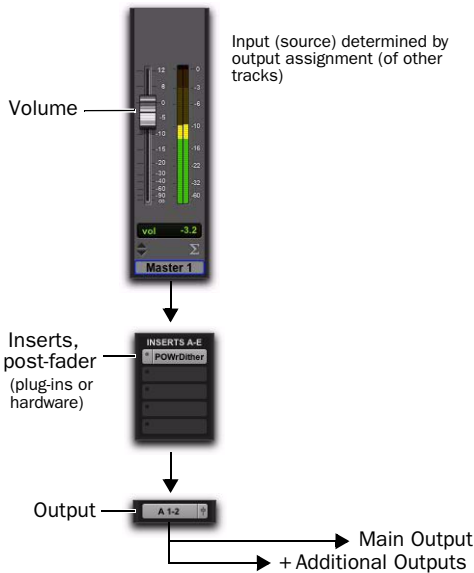 Input (source) determined by
output assignment (of other
tracks)
Volume
12
6
0
-5
-10
-15
-20
-30
-40
-60
-90
∞
0
-3
-6
-10
-16
-22
-32
-60
vol -3.2
Σ
Master 1
Inserts,
post-fader
(plug-ins or
hardware)
INSERTS A-E
POWrDither
Output
A 1-2
Main Output
+ Additional Outputs